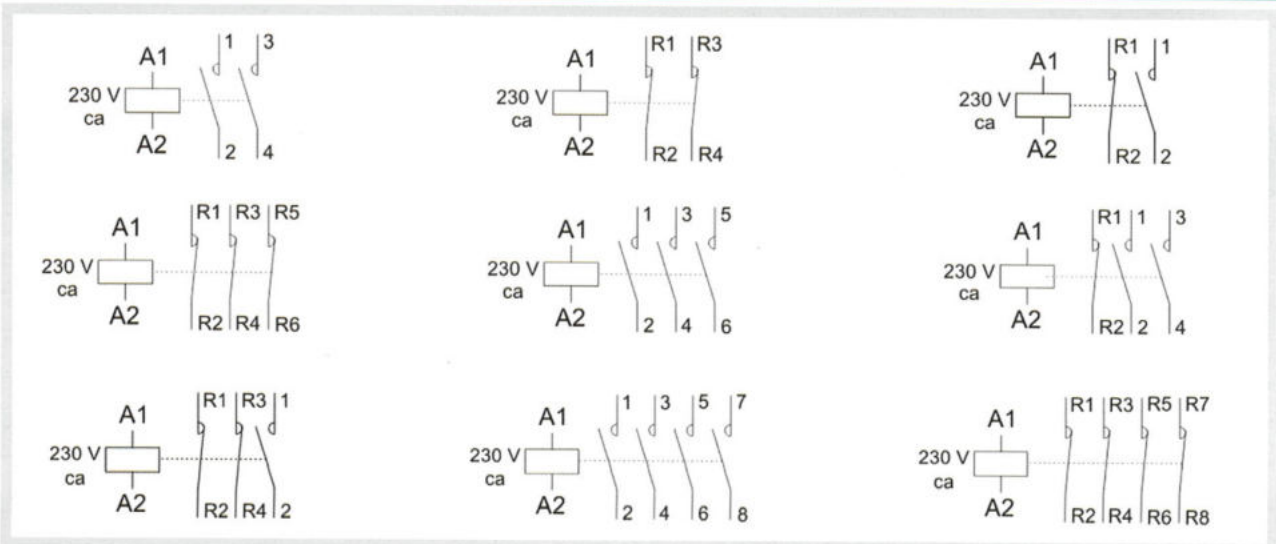 A1 1 3
230 V
ca
A2 2 4
A1 R1 R3
230 V
ca
A2 R2 R4
A1 R1 1
230 V
ca
A2 R2 2
A1 R1 R3 R5
230 V
ca
A2 R2 R4 R6
A1 1 3 5
230 V
ca
A2 2 4 6
A1 R1 1 3
230 V
ca
A2 R2 2 4
A1 R1 R3 1
230 V
ca
A2 R2 R4 2
A1 1 3 5 7
230 V
ca
A2 2 4 6 8
A1 R1 R3 R5 R7
230 V
ca
A2 R2 R4 R6 R8